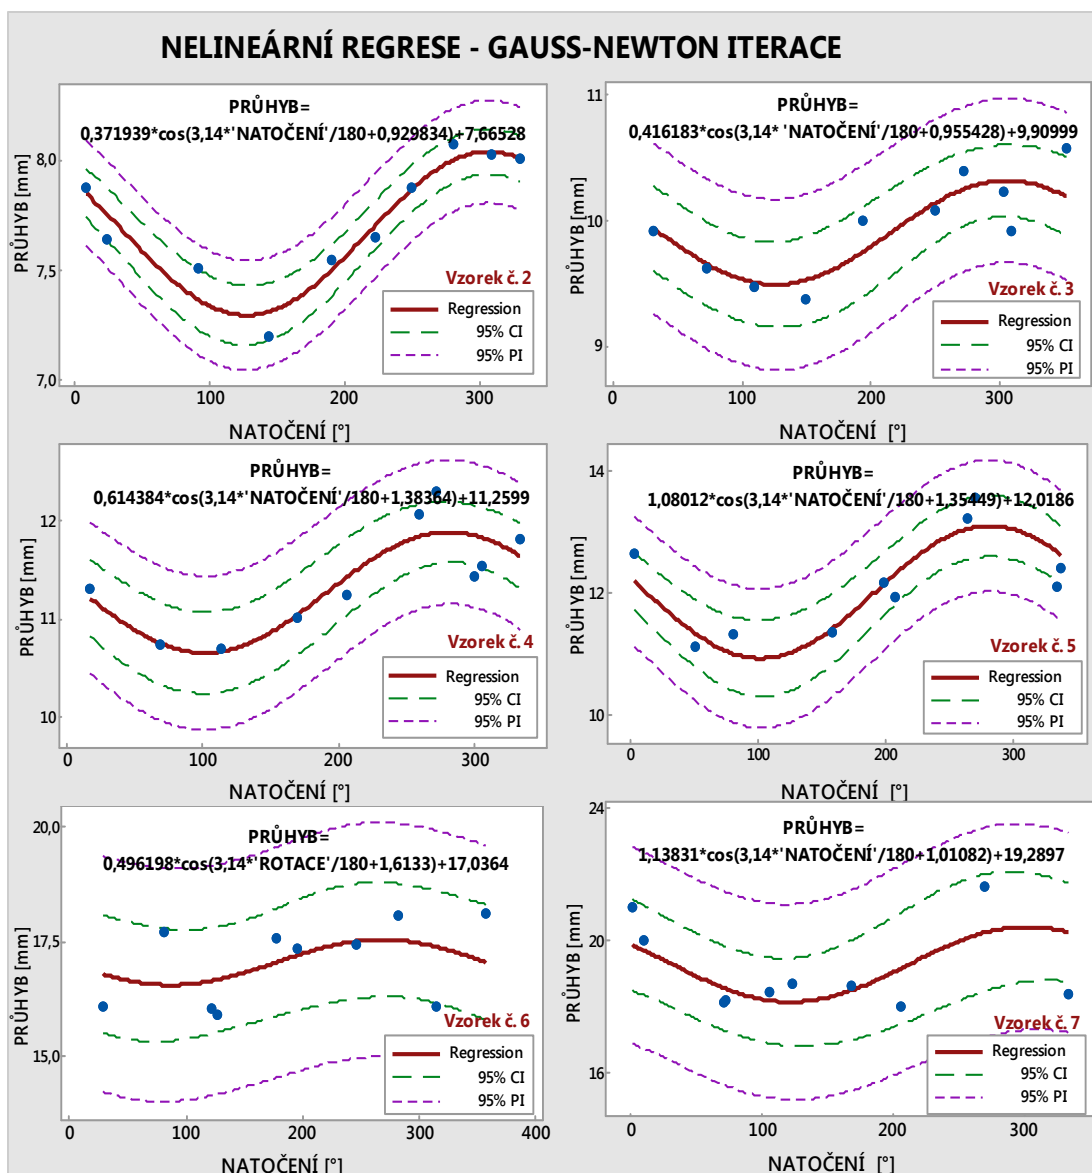 NELINEÁRNÍ REGRESE - GAUSS-NEWTON ITERACE
PRŮHYB=
0,371939*cos(3,14*'NATOČENÍ'/180+0,929834)+7,66528
8,0
7,5
7,0
PRŮHYB [mm]
Vzorek č.2
Regression
95% CI
95% PI
0 100 200 300
NATOČENÍ [°]
PRŮHYB=
0,416183*cos(3,14* 'NATOČENÍ'/180+0,955428)+9,90999
11
10
9
PRŮHYB [mm]
Vzorek č. 3
Regression
95% CI
95% PI
0 100 200 300
NATOČENÍ [°]
PRŮHYB=
0,614384*cos(3,14*'NATOČENÍ'/180+1,38364)+11,2599
12
11
10
PRŮHYB [mm]
Vzorek č. 4
Regression
95% CI
95% PI
0 100 200 300
NATOČENÍ [°]
PRŮHYB=
1,08012*cos(3,14*'NATOČENÍ'/180+1,35449)+12,0186
14
12
10
PRŮHYB [mm]
Vzorek č. 5
Regression
95% CI
95% PI
0 100 200 300
NATOČENÍ [°]
PRŮHYB=
0,496198*cos(3,14*' ROTACE'/180+1,6133)+17,0364
20,0
17,5
15,0
PRŮHYB [mm]
Vzorek č. 6
Regression
95% CI
95% PI
0 100 200 300 400
NATOČENÍ [°]
PRŮHYB=
1,13831*cos(3,14*'NATOČENÍ'/180+1,01082)+19,2897
24
22
20
18
16
PRŮHYB [mm]
Vzorek č. 7
Regression
95% CI
95% PI
0 100 200 300
NATOČENÍ [°]